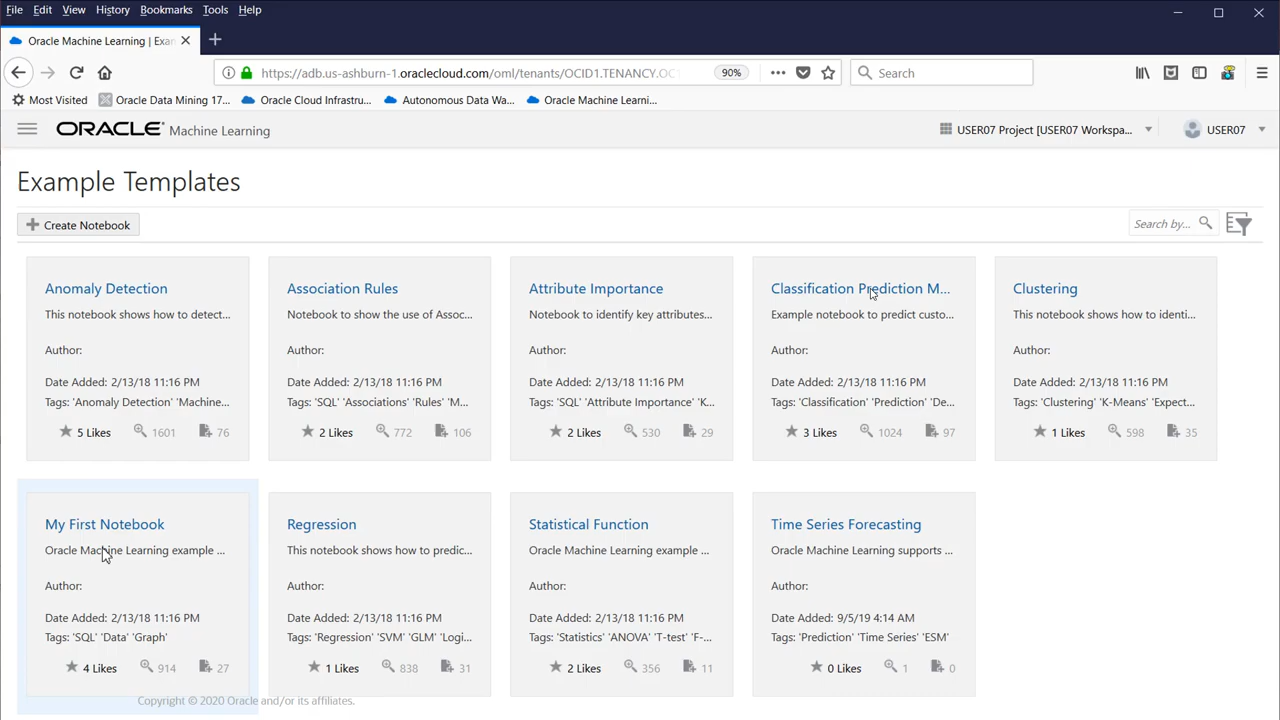 File Edit View History Bookmarks Tools Help
Oracle Machine Learning | Exar
https://adb.us-ashburn-1.oraclecloud.com/oml/tenants/OCID1.TENANCY.OC
90%
Search
Most Visited
Oracle Data Mining 17...
Oracle Cloud Infrastru...
Autonomous Data Wa...
Oracle Machine Learni...
ORACLE Machine Learning
USER07 Project [USER07 Workspa...
USER07
Example Templates
Create Notebook
Search by...
Anomaly Detection
This notebook shows how to detect...
Author:
Date Added: 2/13/18 11:16 PM
Tags: 'Anomaly Detection' 'Machine...
5 Likes 1601 76
Association Rules
Notebook to show the use of Assoc...
Author:
Date Added: 2/13/18 11:16 PM
Tags: 'SQL' 'Associations' 'Rules' 'M...
2 Likes 772 106
Attribute Importance
Notebook to identify key attributes...
Author:
Date Added: 2/13/18 11:16 PM
Tags: 'SQL' 'Attribute Importance' 'K...
2 Likes 530 29
Classification Prediction M...
Example notebook to predict custo...
Author:
Date Added: 2/13/18 11:16 PM
Tags: 'Classification' 'Prediction' 'De...
3 Likes 1024 97
Clustering
This notebook shows how to identi...
Author:
Date Added: 2/13/18 11:16 PM
Tags: 'Clustering' 'K-Means' 'Expect...
1 Likes 598 35
My First Notebook
Oracle Machine Learning example ...
Author:
Date Added: 2/13/18 11:16 PM
Tags: 'SQL' 'Data' 'Graph'
4 Likes 914 27
Regression
This notebook shows how to predic...
Author:
Date Added: 2/13/18 11:16 PM
Tags: 'Regression' 'SVM' 'GLM' 'Logi...
1 Likes 838 31
Statistical Function
Oracle Machine Learning example ...
Author:
Date Added: 2/13/18 11:16 PM
Tags: 'Statistics' 'ANOVA' 'T-test' 'F-...
2 Likes 356 11
Time Series Forecasting
Oracle Machine Learning supports ...
Author:
Date Added: 9/5/19 4:14 AM
Tags: 'Prediction' 'Time Series' 'ESM'
0 Likes 1 0
Copyright © 2020 Oracle and/or its affiliates.